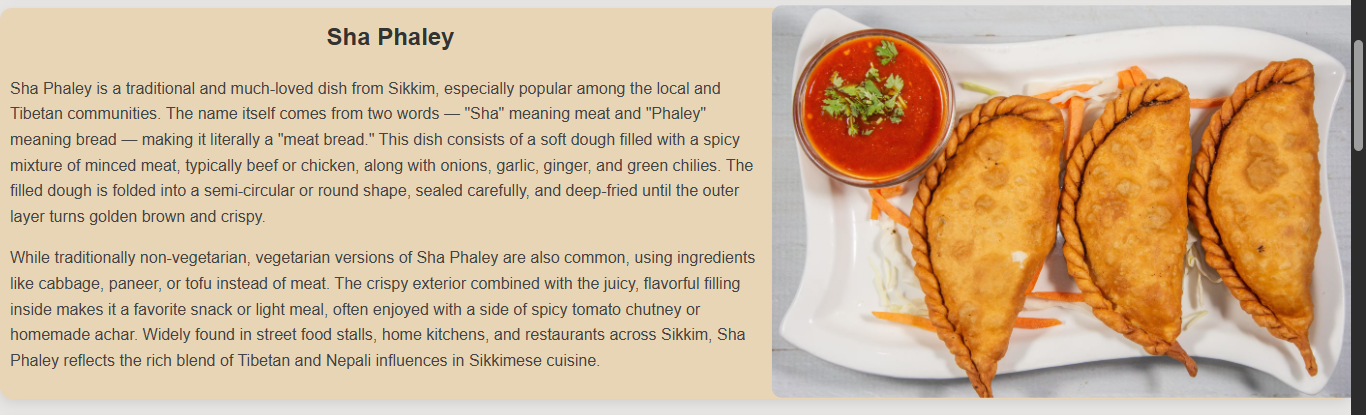 Sha Phaley
Sha Phaley is a traditional and much-loved dish from Sikkim, especially popular among the local and
Tibetan communities. The name itself comes from two words — "Sha" meaning meat and "Phaley"
meaning bread — making it literally a "meat bread." This dish consists of a soft dough filled with a spicy
mixture of minced meat, typically beef or chicken, along with onions, garlic, ginger, and green chilies. The
filled dough is folded into a semi-circular or round shape, sealed carefully, and deep-fried until the outer
layer turns golden brown and crispy.
While traditionally non-vegetarian, vegetarian versions of Sha Phaley are also common, using ingredients
like cabbage, paneer, or tofu instead of meat. The crispy exterior combined with the juicy, flavorful filling
inside makes it a favorite snack or light meal, often enjoyed with a side of spicy tomato chutney or
homemade achar. Widely found in street food stalls, home kitchens, and restaurants across Sikkim, Sha
Phaley reflects the rich blend of Tibetan and Nepali influences in Sikkimese cuisine.